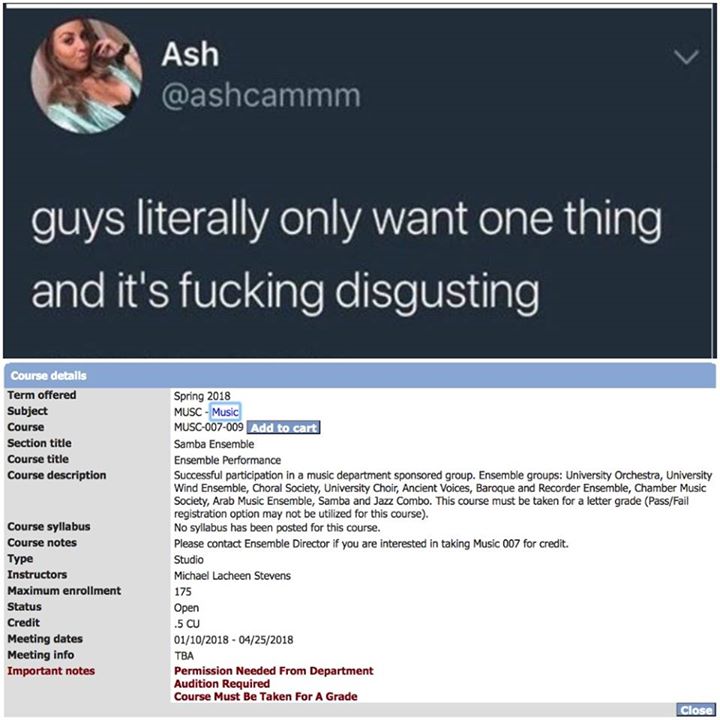 Ash
@ashcammm
guys literally only want one thing
and it's fucking disgusting
Course details
Term offered Spring 2018
Subject MUSC - Music
Course MUSC-007-009 Add to cart
Section title Samba Ensemble
Course title Ensemble Performance
Course description Successful participation in a music department sponsored group. Ensemble groups: University Orchestra, University
Wind Ensemble, Choral Society, University Choir, Ancient Voices, Baroque and Recorder Ensemble, Chamber Music
Society, Arab Music Ensemble, Samba and Jazz Combo. This course must be taken for a letter grade (Pass/Fail
registration option may not be utilized for this course).
Course syllabus No syllabus has been posted for this course.
Course notes Please contact Ensemble Director if you are interested in taking Music 007 for credit.
Type Studio
Instructors Michael Lacheen Stevens
Maximum enrollment 175
Status Open
Credit .5 CU
Meeting dates 01/10/2018 - 04/25/2018
Meeting info TBA
Important notes Permission Needed From Department
Audition Required
Course Must Be Taken For A Grade
Close